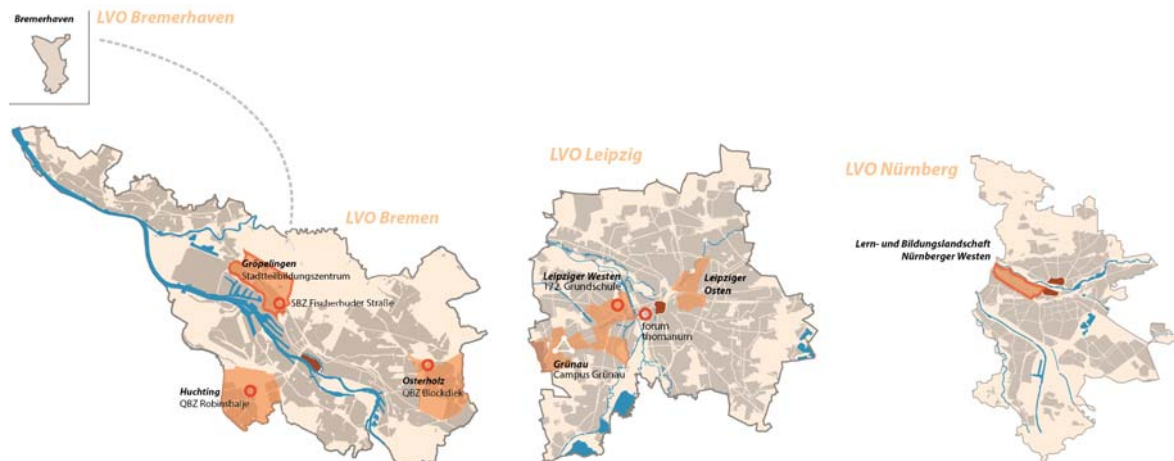 Bremerhaven
LVO Bremerhaven
LVO Bremen
Gröpelingen
Stadtteilbildungszentrum
SBZ Fischerhuder Straße
Huchting
QBZ Robinsbalje
Osterholz
QBZ Blockdiek
LVO Leipzig
Leipziger Westen
172. Grundschule
Leipziger
Osten
forum
thomanum
Grünau
Campus Grünau
LVO Nürnberg
Lern- und Bildungslandschaft
Nürnberger Westen